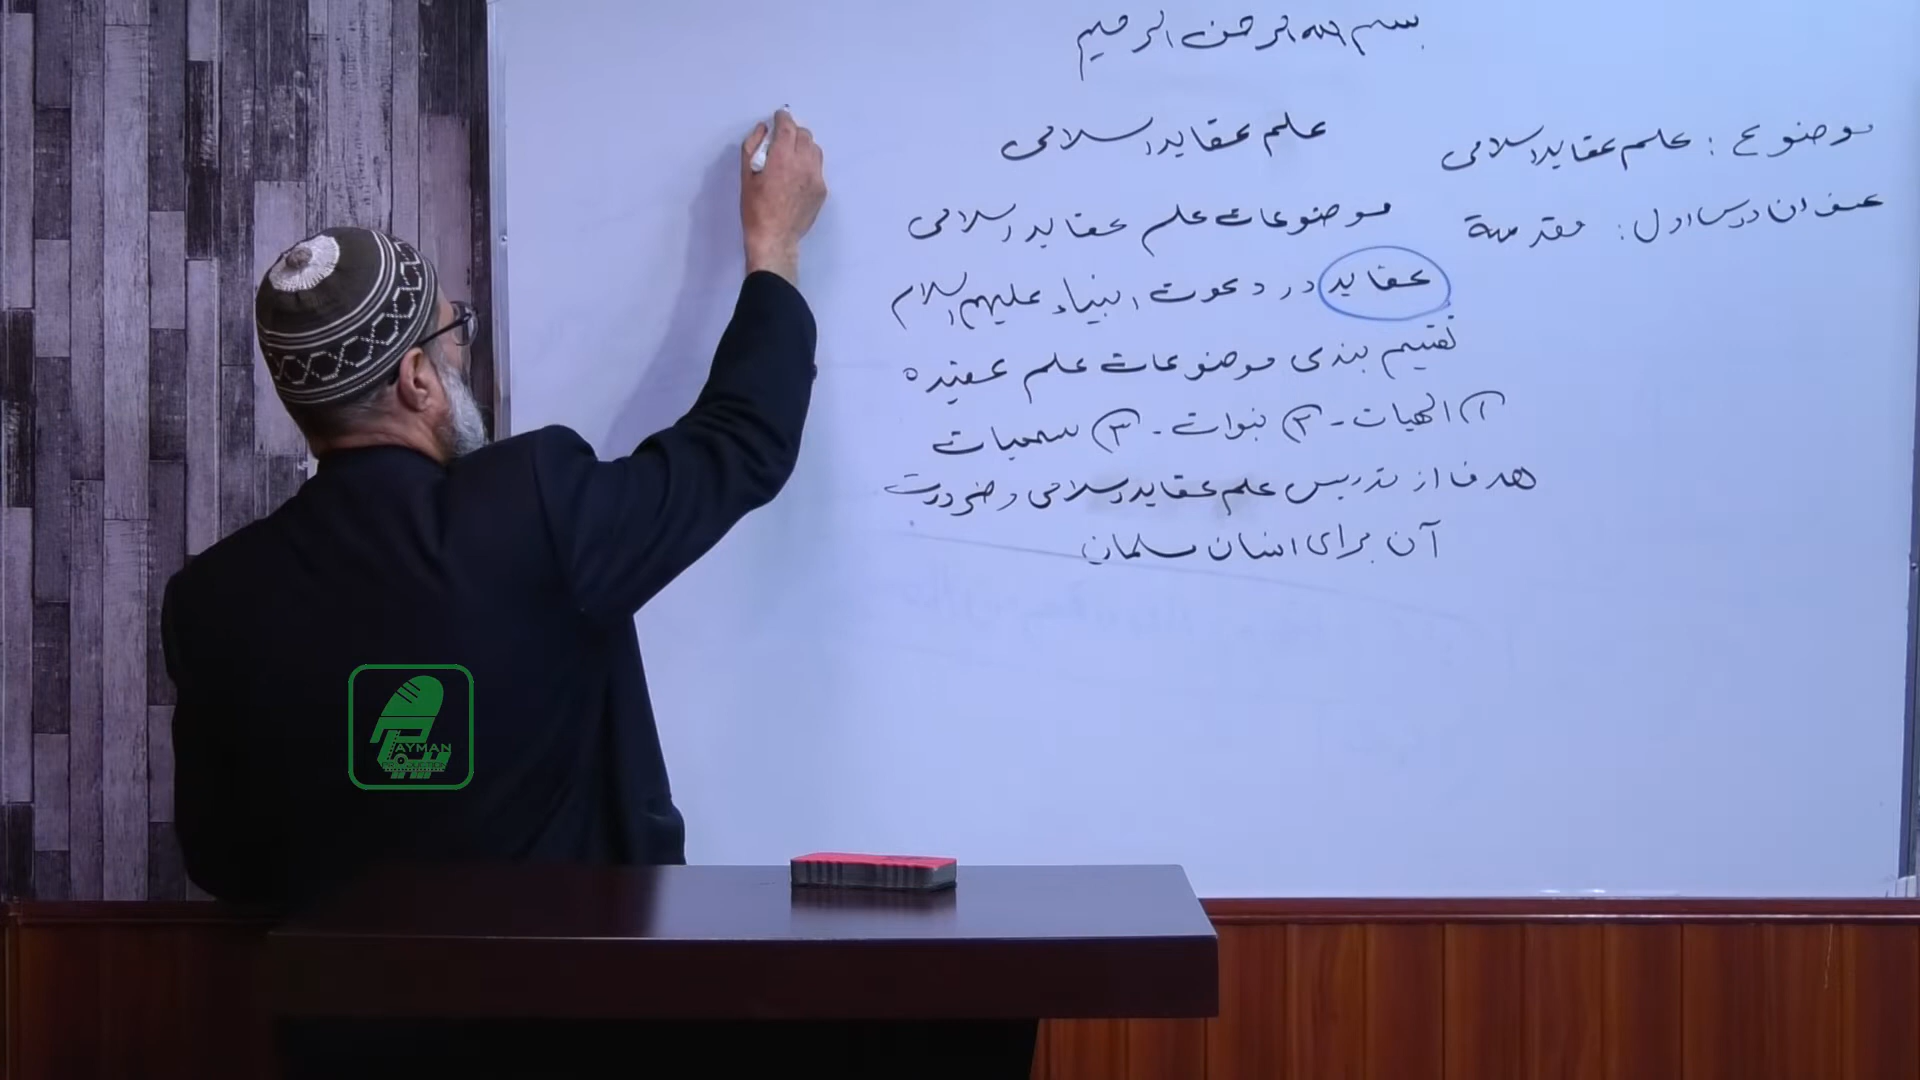 بسم الله الرحمن الرحیم
موضوع : علم عقاید اسلامی
عنوان درس اول : مقدمة
علم عقاید اسلامی
موضوعات علم عقاید اسلامی
عقاید در دعوت انبیاء علیهم السلام
تقسیم بندی موضوعات علم عقیده
۱) الهیات - ۲) نبوات - ۳) سمعیات
هدف از تدریس علم عقاید اسلامی و ضرورت
آن برای انسان مسلمان
PAYMAN